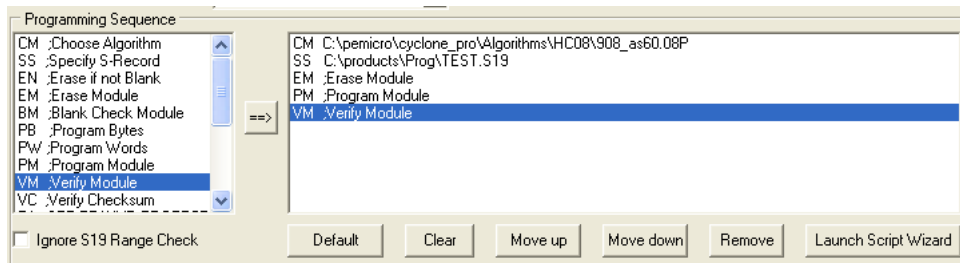 Programming Sequence
CM ;Choose Algorithm
SS ;Specify S-Record
EN ;Erase if not Blank
EM ;Erase Module
BM ;Blank Check Module
PB ;Program Bytes
PW ;Program Words
PM ;Program Module
VM ;Verify Module
VC ;Verify Checksum
==>
CM C:\pemicro\cyclone_pro\Algorithms\HC08\908_as60.08P
SS C:\products\Prog\TEST.S19
EM ;Erase Module
PM ;Program Module
VM ;Verify Module
Ignore S19 Range Check
Default
Clear
Move up
Move down
Remove
Launch Script Wizard